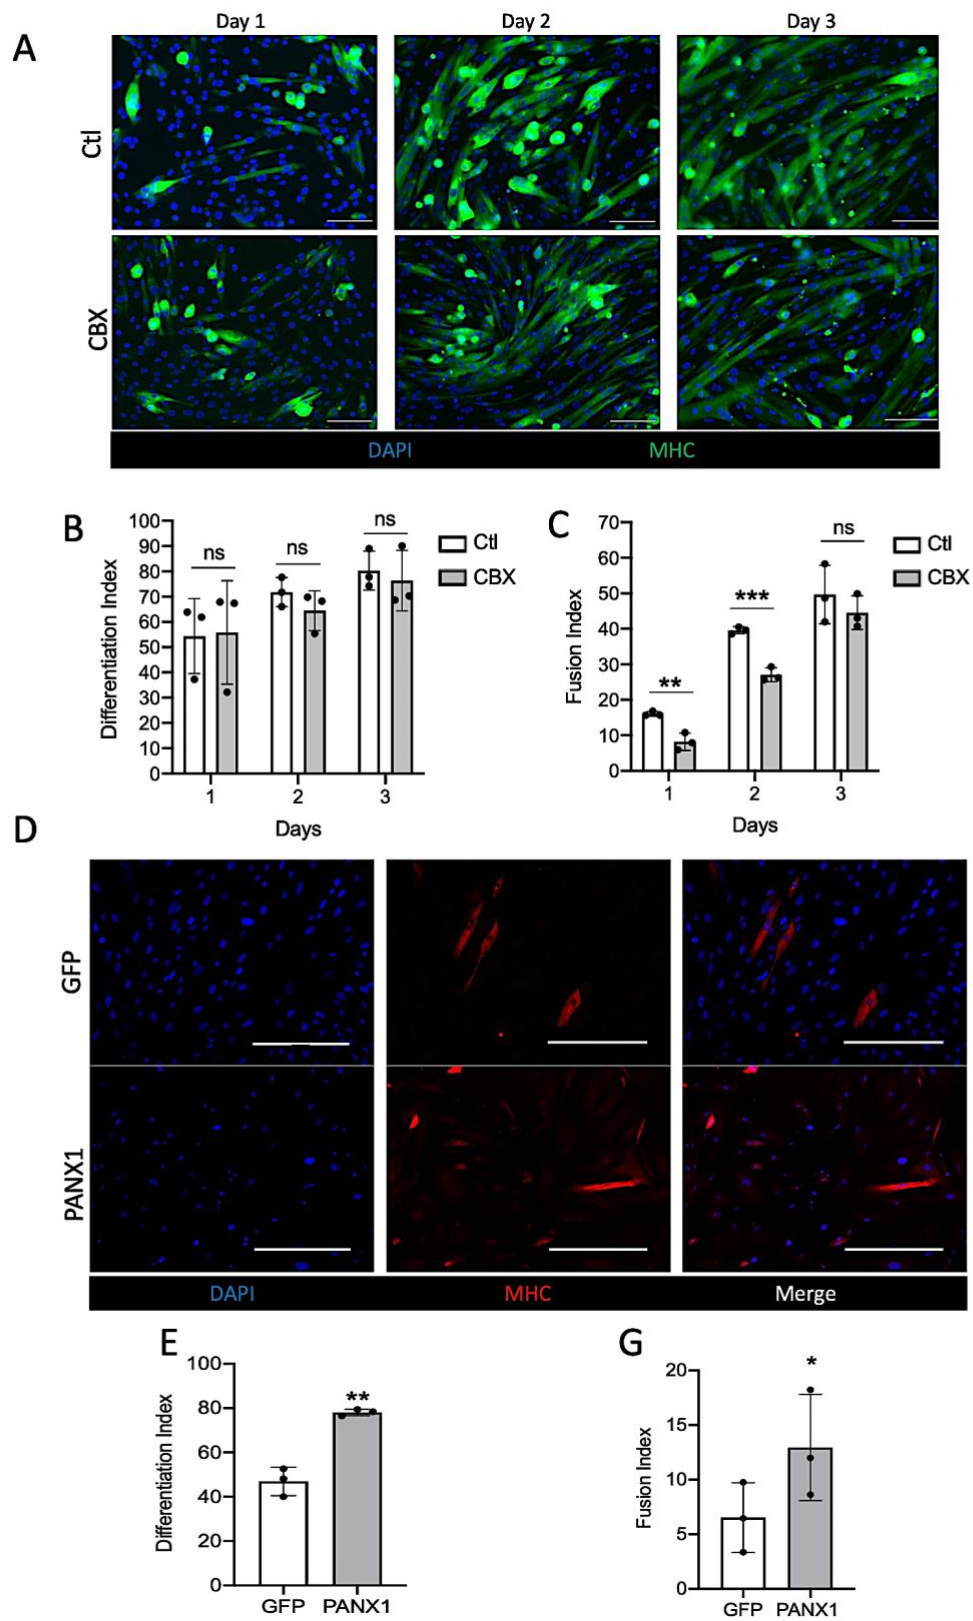 A
Day 1 Day 2 Day 3
Ctl
CBX
DAPI MHC
B
Differentiation Index
100
90
80
70
60
50
40
30
20
10
0
ns ns ns
Ctl
CBX
1 2 3
Days
C
Fusion Index
70
60
50
40
30
20
10
0
** *** ns
Ctl
CBX
1 2 3
Days
D
GFP
PANX1
DAPI MHC Merge
E
Differentiation Index
100
80
60
40
20
0
**
GFP PANX1
G
Fusion Index
20
15
10
5
0
*
GFP PANX1